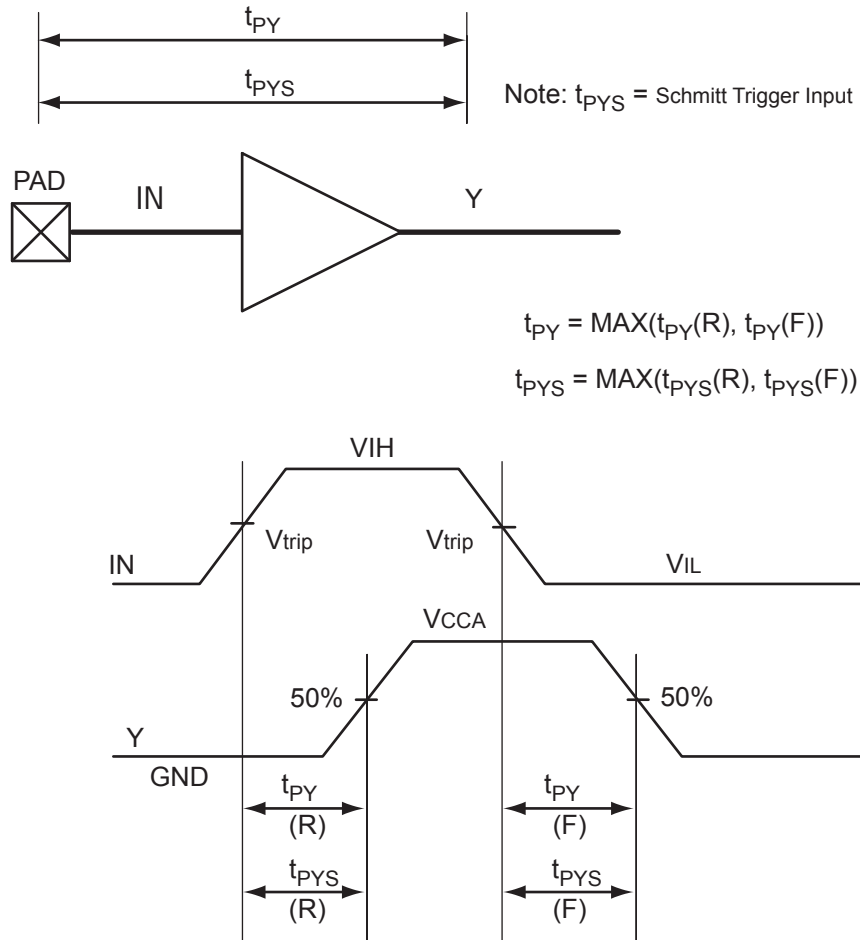 tPY
tPYS
Note: tPYS = Schmitt Trigger Input
PAD
IN
Y
tPY = MAX(tPY(R), tPY(F))
tPYS = MAX(tPYS(R), tPYS(F))
VIH
Vtrip
Vtrip
IN
VIL
VCCA
50%
50%
Y
GND
tPY
(R)
tPY
(F)
tPYS
(R)
tPYS
(F)